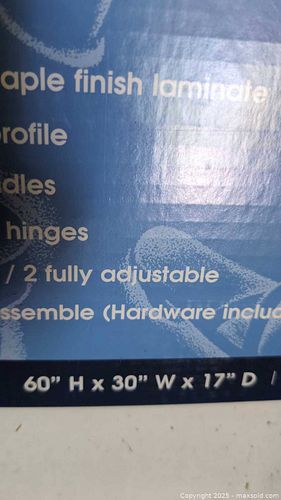 aple finish laminate
rofile
dles
hinges
/ 2 fully adjustable
ssemble (Hardware includ
60" H x 30" W x 17" D /
Copyright 2025 - maxsold.com